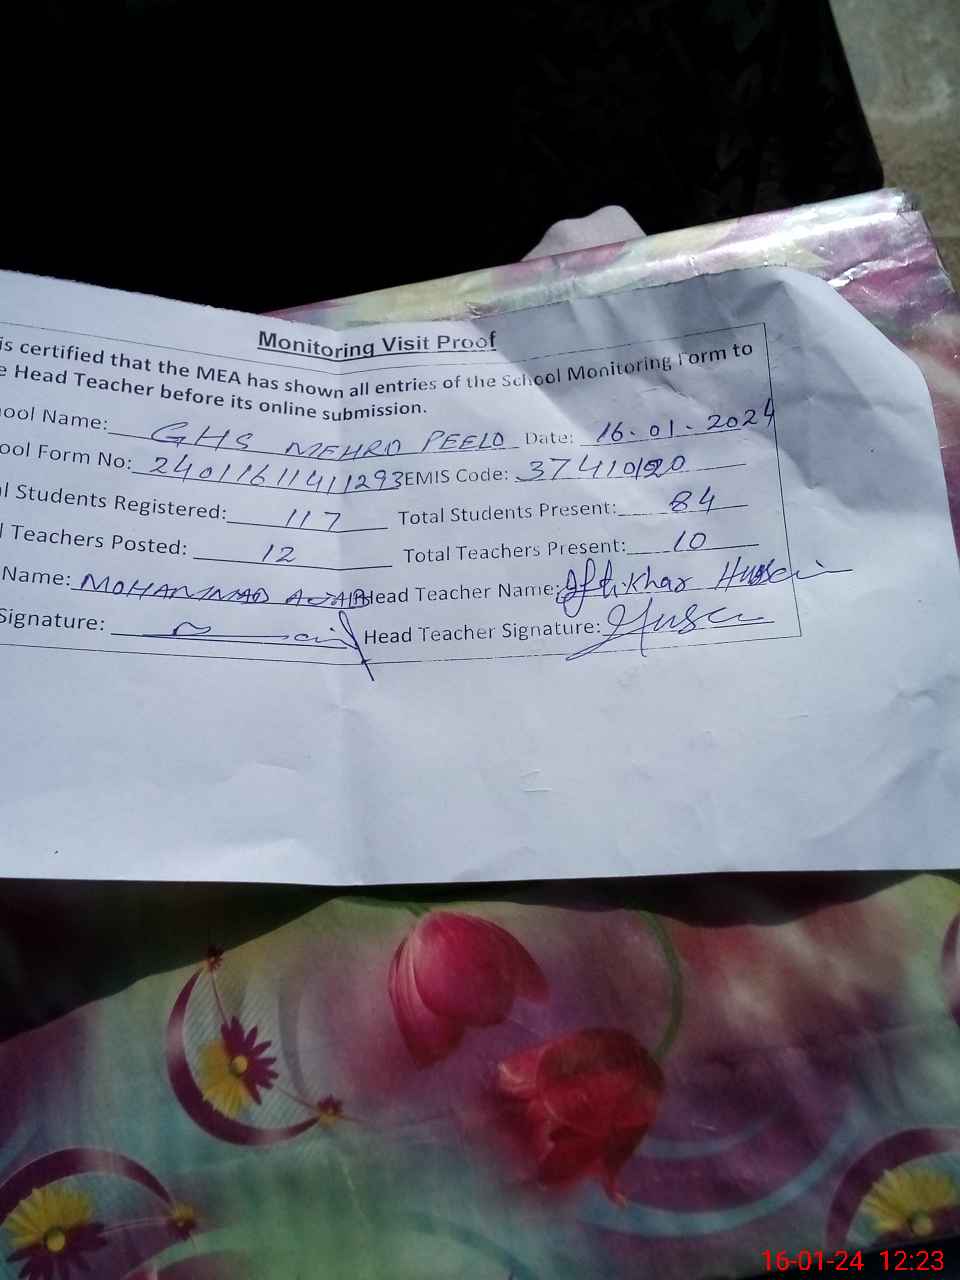 Monitoring Visit Proof
is certified that the MEA has shown all entries of the School Monitoring Form to
e Head Teacher before its online submission.
ool Name: GHS MEHRO PEELO Date: 16.01.2024
ool Form No: 2401161141293 EMIS Code:
l Students Registered: 117 Total Students Present: 84
l Teachers Posted: 12 Total Teachers Present: 10
Name: MOHAMMAD Head Teacher Name: Iftikhar Hussain
Signature: Head Teacher Signature:
16-01-24 12:23